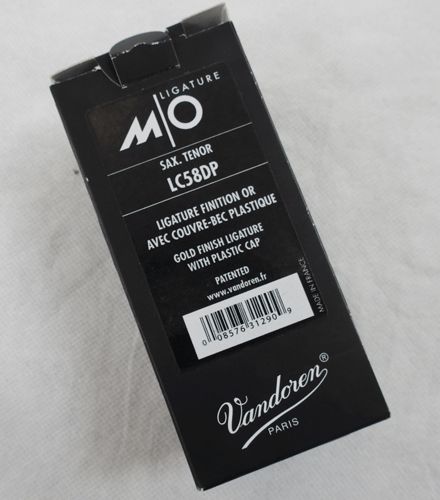 LIGATURE
M|O
SAX. TENOR
LC58DP
LIGATURE FINITION OR
AVEC COUVRE-BEC PLASTIQUE
GOLD FINISH LIGATURE
WITH PLASTIC CAP
PATENTED
www.vandoren.fr
MADE IN FRANCE
0 08576 31290 9
Vandoren®
PARIS